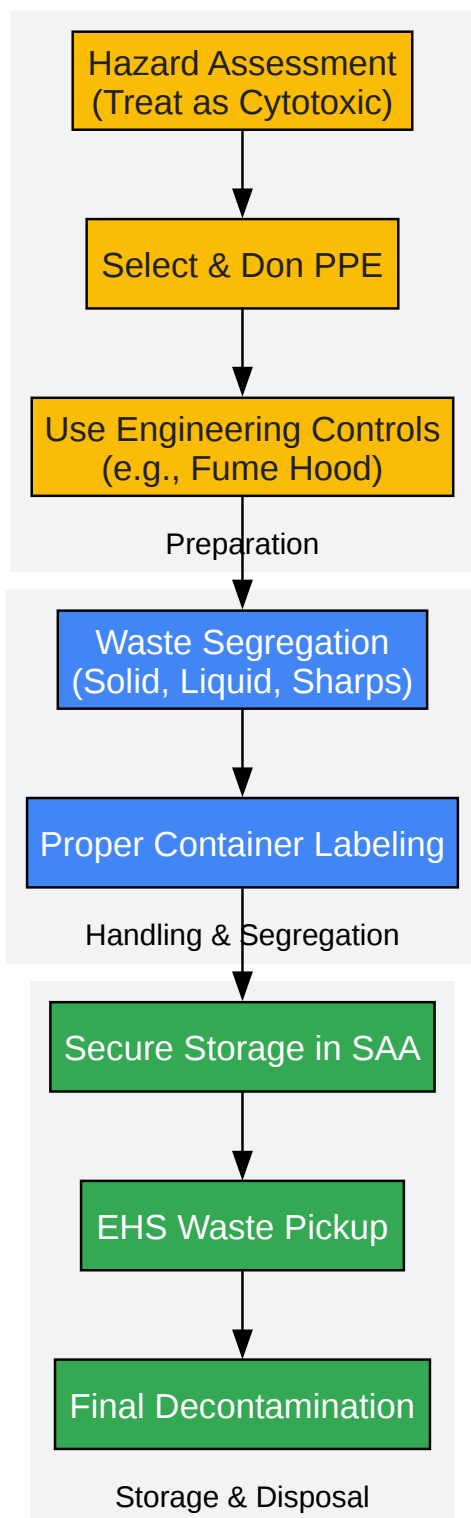 Hazard Assessment
(Treat as Cytotoxic)
Select & Don PPE
Use Engineering Controls
(e.g., Fume Hood)
Preparation
Waste Segregation
(Solid, Liquid, Sharps)
Proper Container Labeling
Handling & Segregation
Secure Storage in SAA
EHS Waste Pickup
Final Decontamination
Storage & Disposal